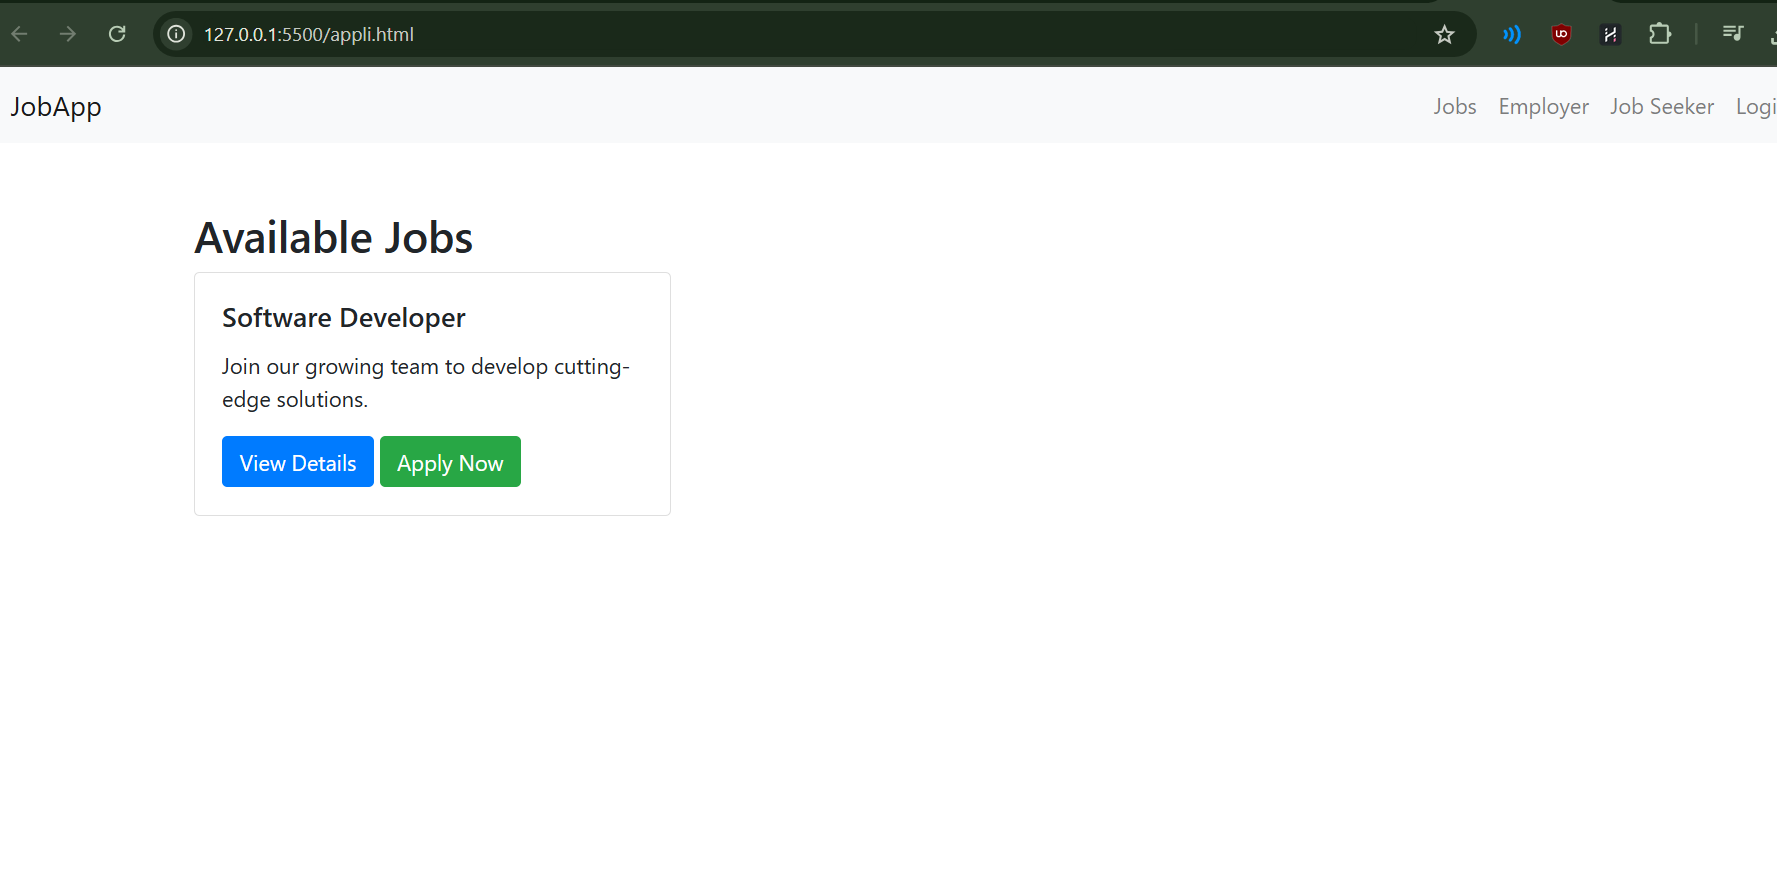 127.0.0.1:5500/appli.html
JobApp
Jobs Employer Job Seeker Logi
Available Jobs
Software Developer
Join our growing team to develop cutting-
edge solutions.
View Details Apply Now